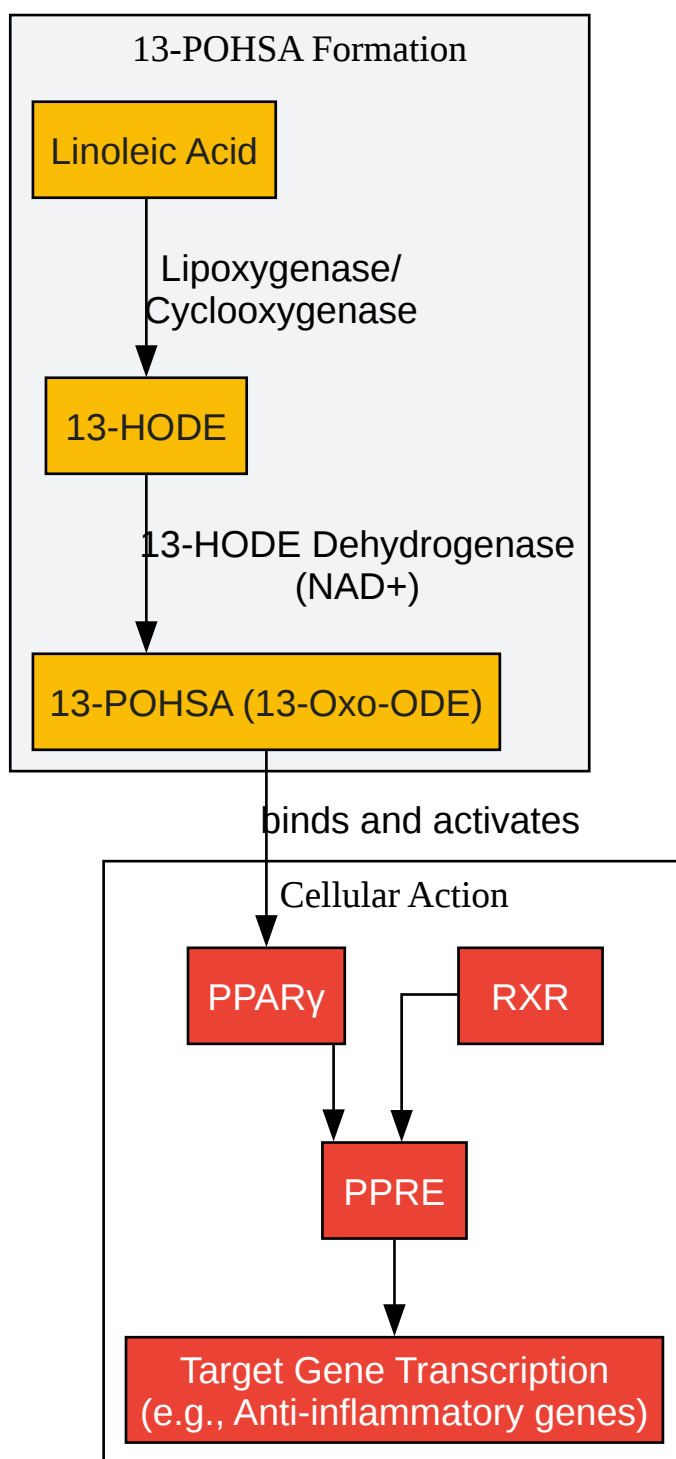 13-POHSA Formation
Linoleic Acid
Lipoxygenase/
Cyclooxygenase
13-HODE
13-HODE Dehydrogenase
(NAD+)
13-POHSA (13-Oxo-ODE)
binds and activates
Cellular Action
PPARγ
RXR
PPRE
Target Gene Transcription
(e.g., Anti-inflammatory genes)